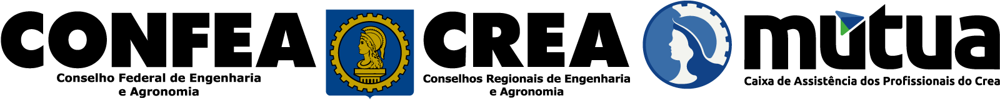 CONFEA
Conselho Federal de Engenharia
e Agronomia
CREA
Conselhos Regionais de Engenharia
e Agronomia
mútua
Caixa de Assistência dos Profissionais do Crea